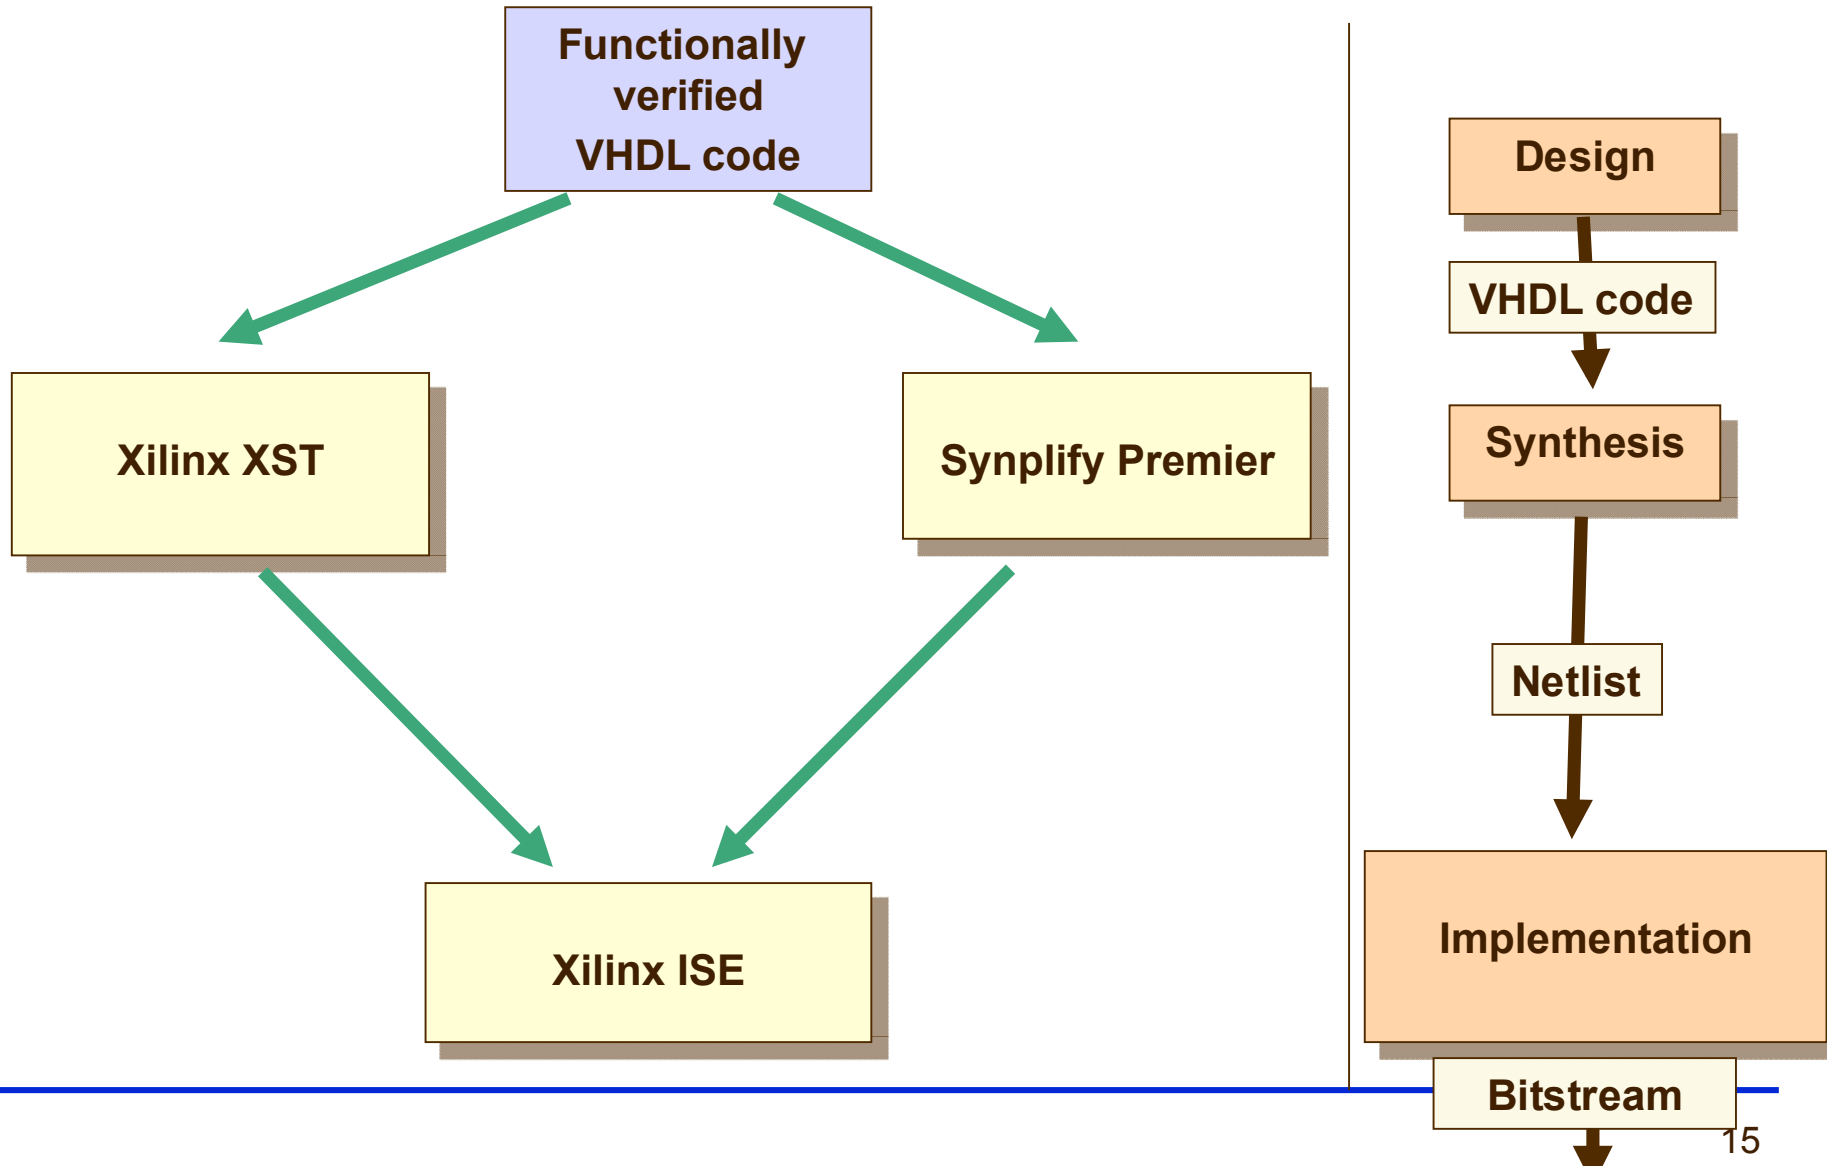 Functionally
verified
VHDL code
Xilinx XST
Synplify Premier
Xilinx ISE
Design
VHDL code
Synthesis
Netlist
Implementation
Bitstream
15